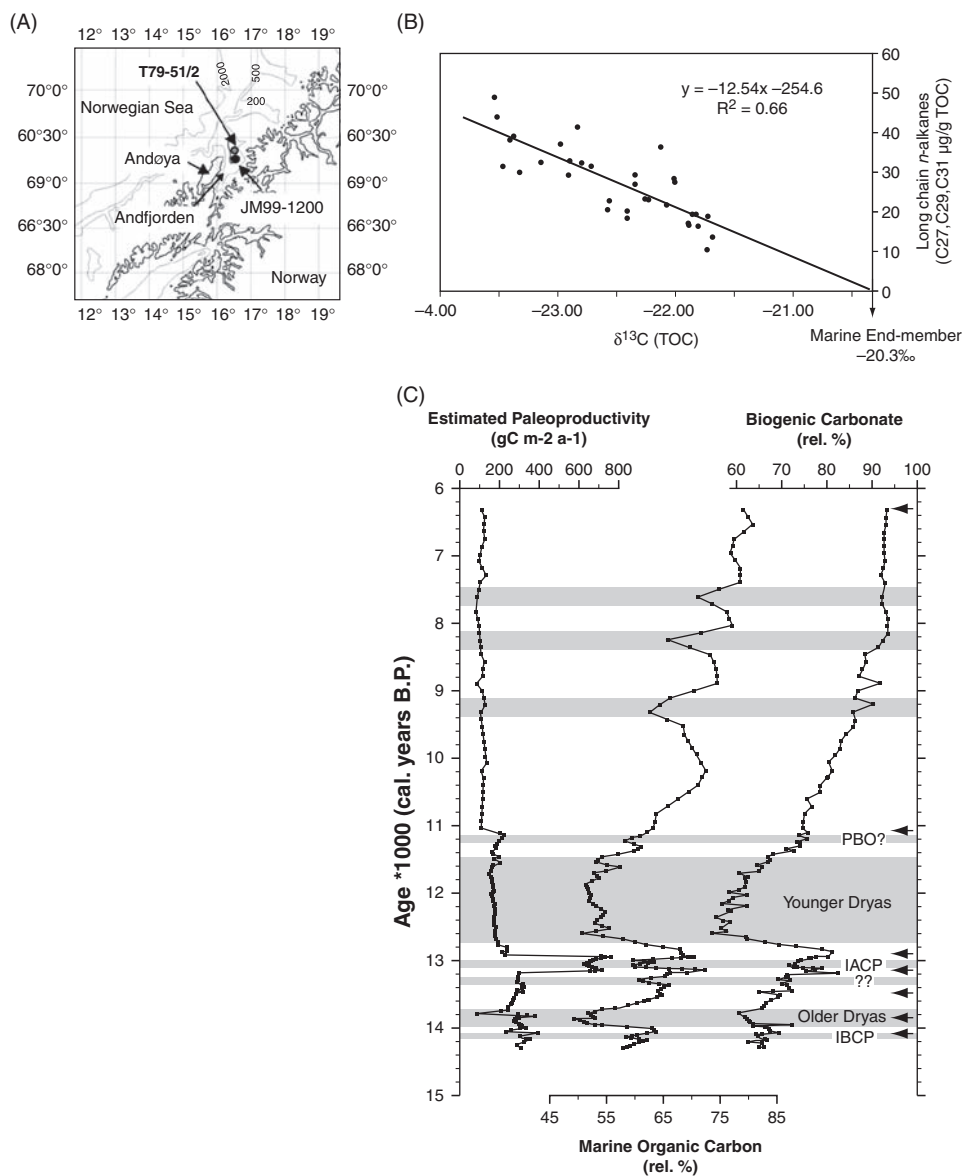 (A)
12° 13° 14° 15° 16° 17° 18° 19°
T79-51/2
2000
500
200
70°0° 70°0°
Norwegian Sea
60°30° 60°30°
Andøya
69°0° 69°0°
Andfjorden
JM99-1200
66°30° 66°30°
68°0° 68°0°
Norway
12° 13° 14° 15° 16° 17° 18° 19°
(B)
y = –12.54x –254.6
R² = 0.66
60
50
40
30
20
10
0
Long chain n-alkanes
(C27,C29,C31 µg/g TOC)
–4.00 –23.00 –22.00 –21.00
δ¹³C (TOC)
Marine End-member
–20.3‰
(C)
Estimated Paleoproductivity
(gC m-2 a-1)
0 200 400 600 800
Biogenic Carbonate
(rel. %)
60 70 80 90 100
Age *1000 (cal. years B.P.)
6
7
8
9
10
11
12
13
14
15
PBO?
Younger Dryas
IACP
??
Older Dryas
IBCP
45 55 65 75 85
Marine Organic Carbon
(rel. %)